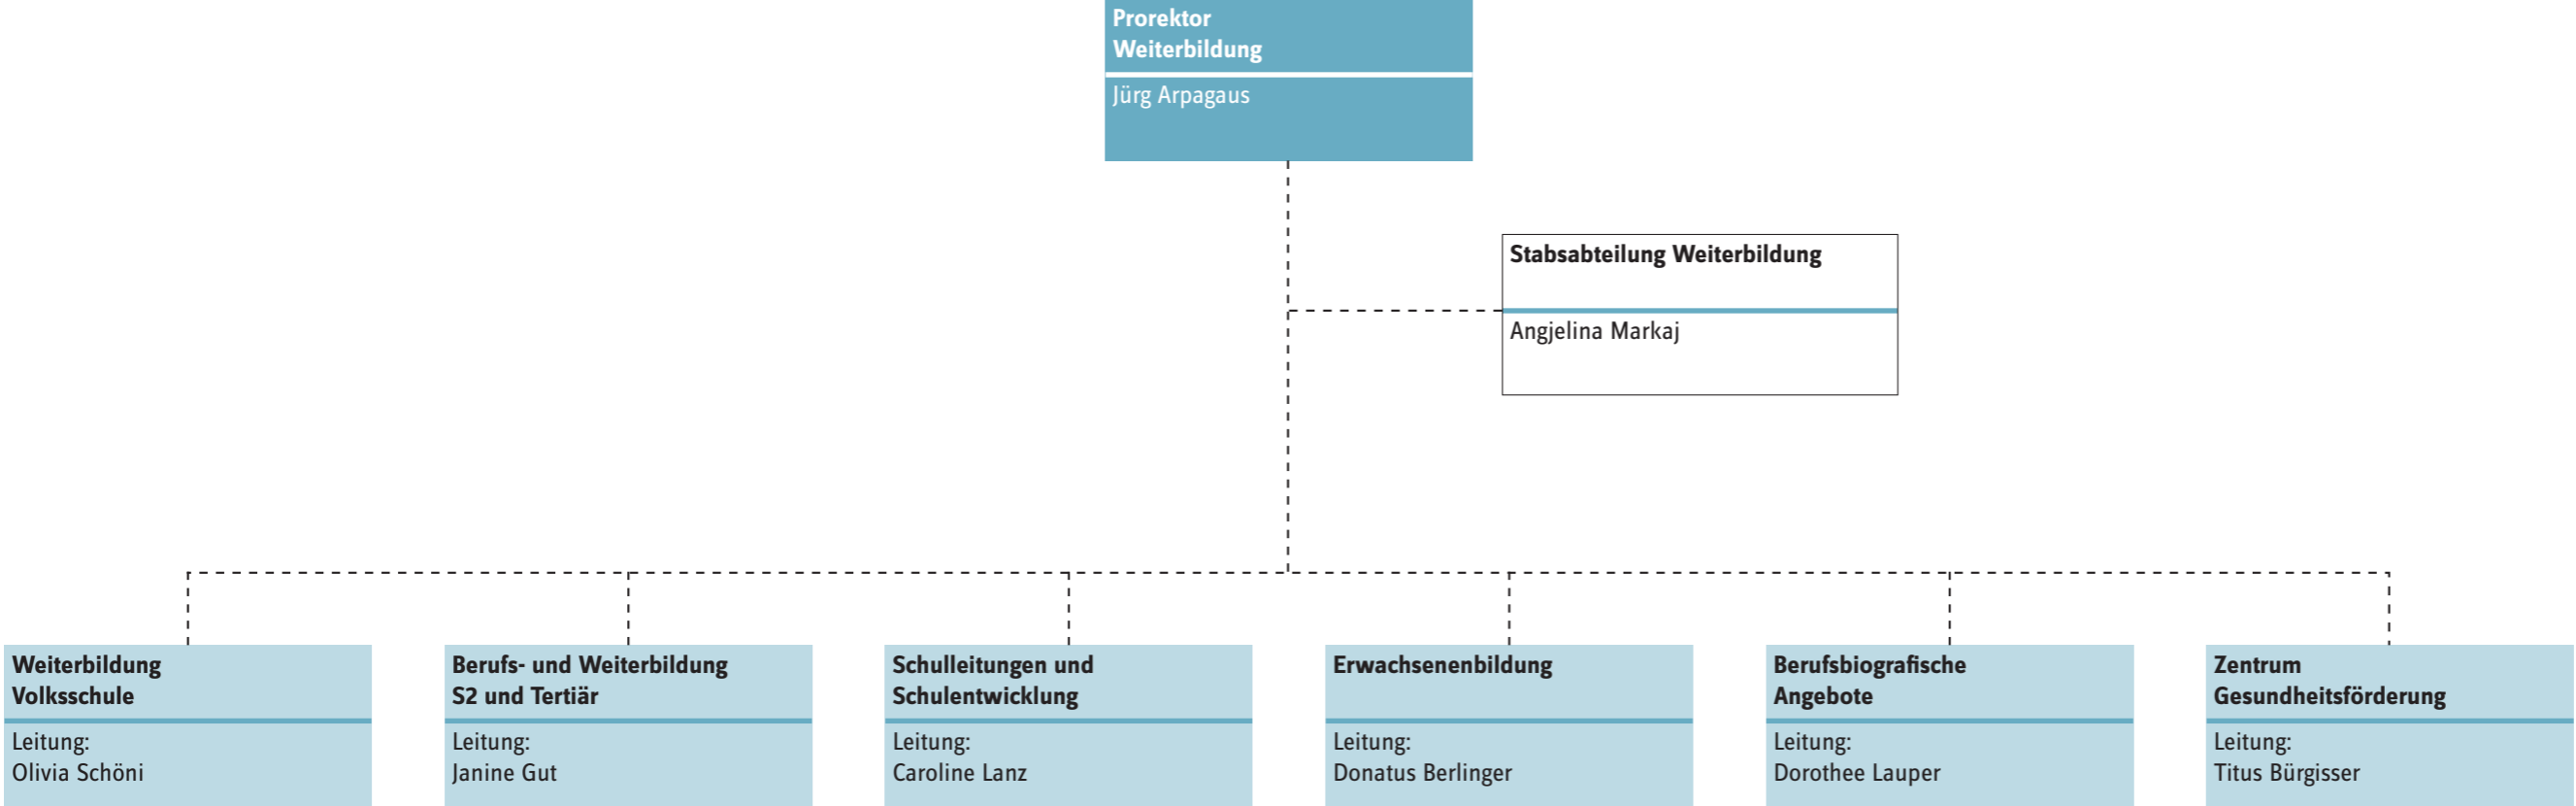 Prorektor
Weiterbildung
Jürg Arpagaus
Stabsabteilung Weiterbildung
Angjelina Markaj
Weiterbildung
Volksschule
Leitung:
Olivia Schöni
Berufs- und Weiterbildung
S2 und Tertiär
Leitung:
Janine Gut
Schulleitungen und
Schulentwicklung
Leitung:
Caroline Lanz
Erwachsenenbildung
Leitung:
Donatus Berlinger
Berufsbiografische
Angebote
Leitung:
Dorothee Lauper
Zentrum
Gesundheitsförderung
Leitung:
Titus Bürgisser